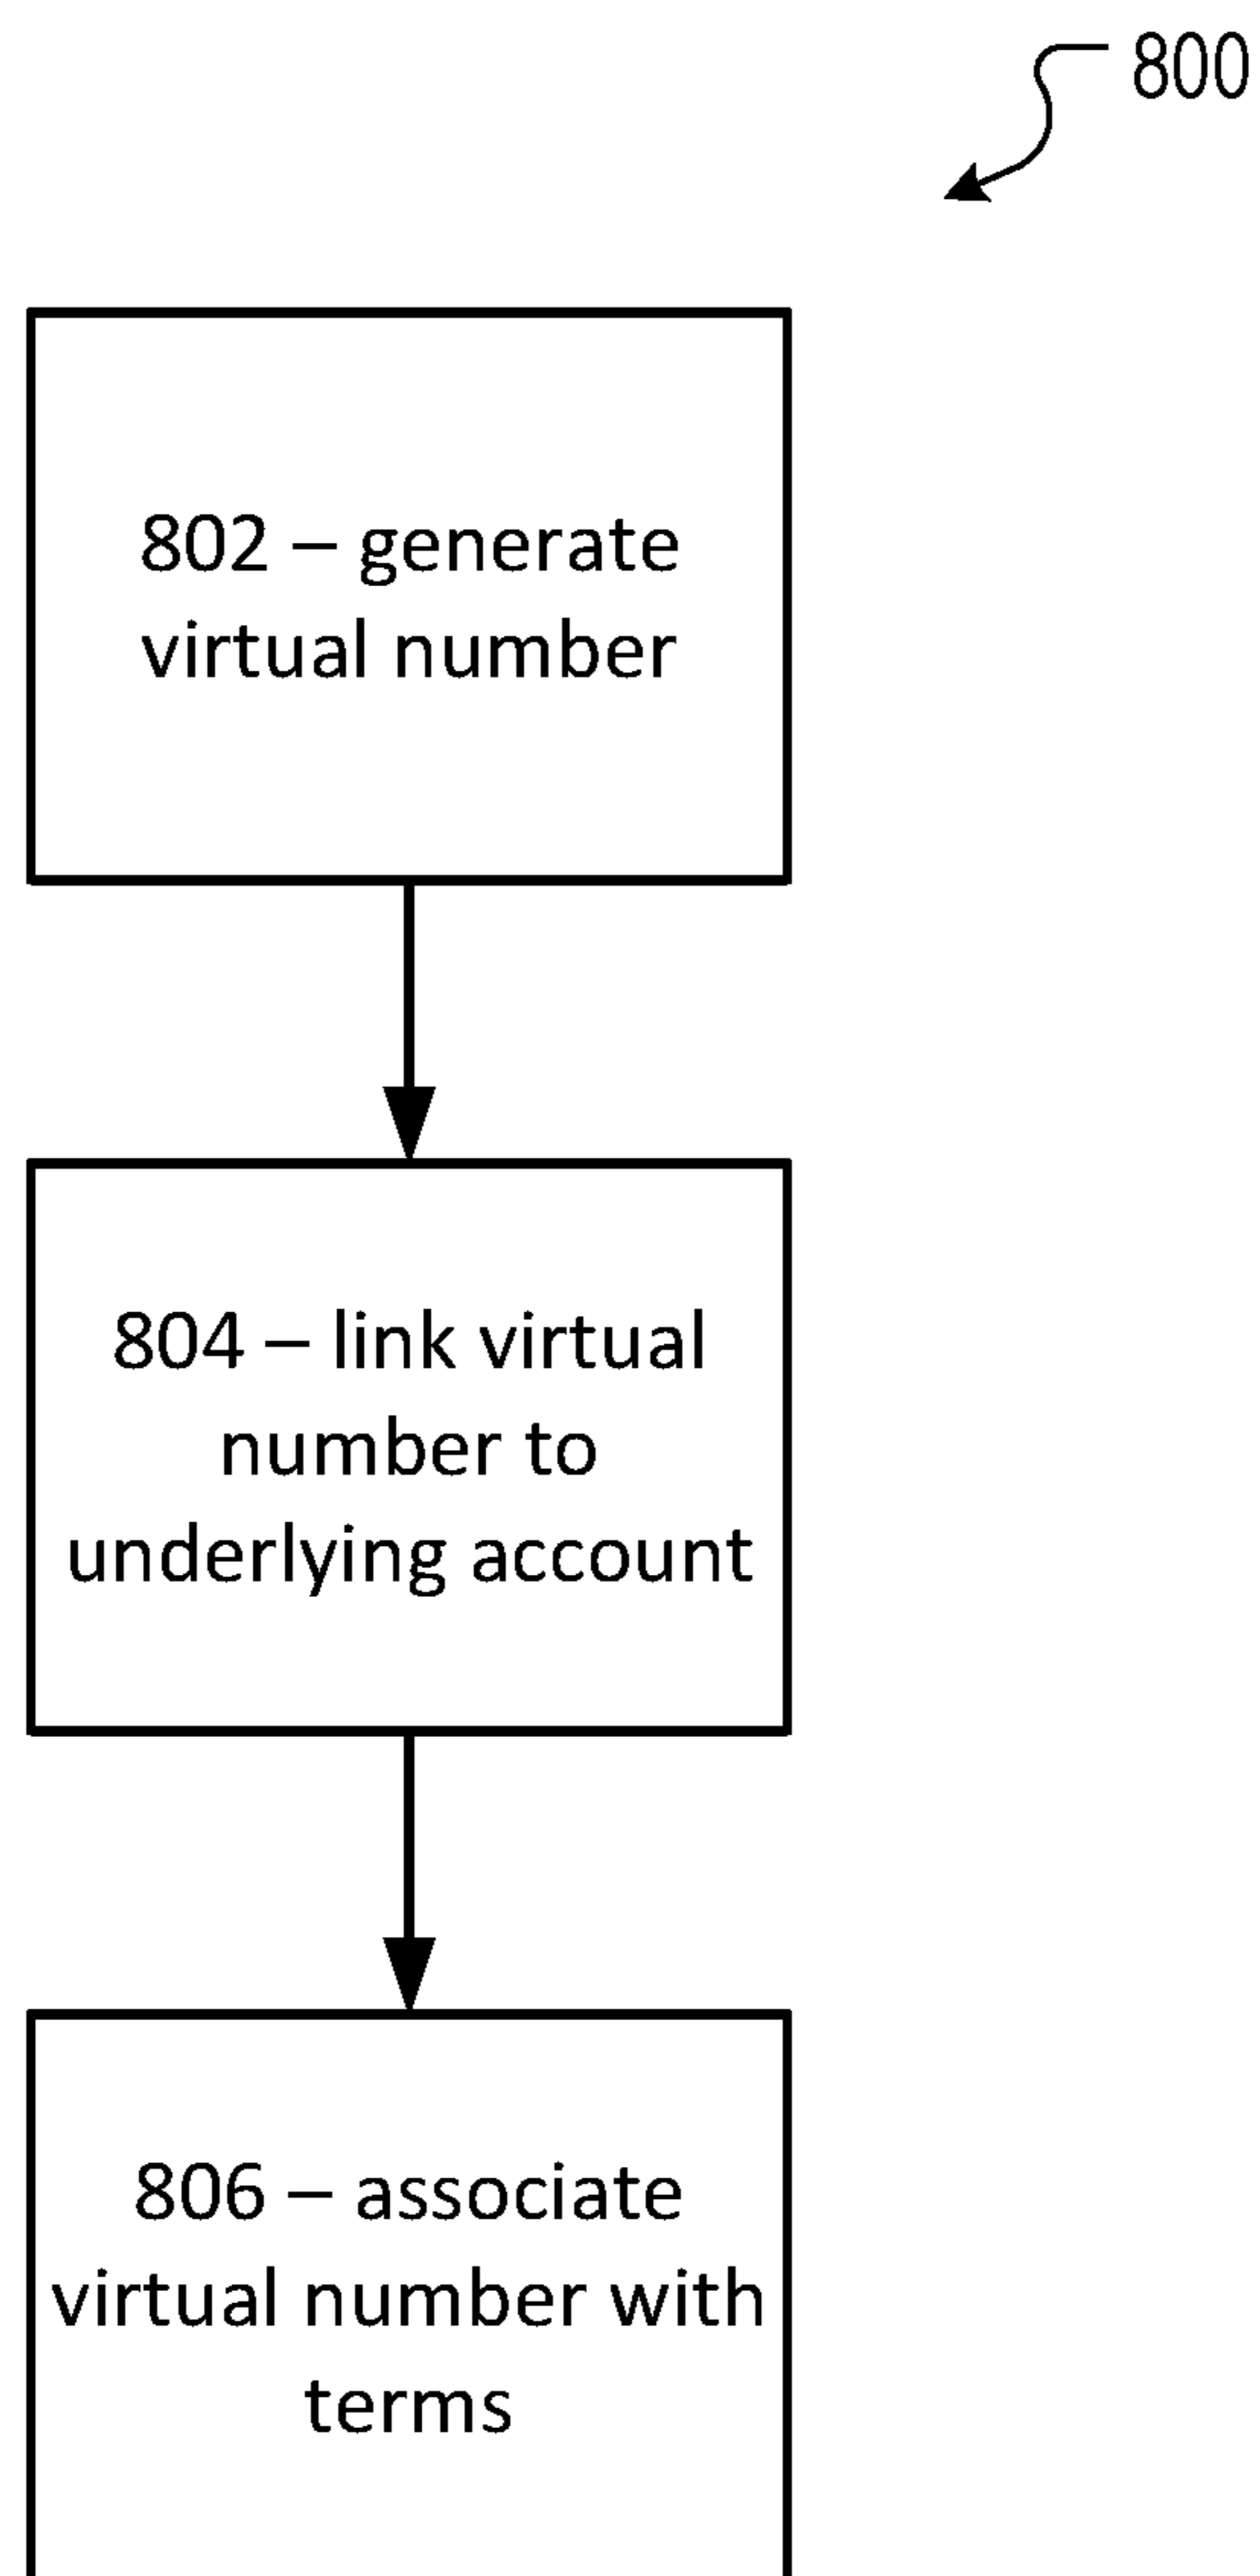 800
802 – generate
virtual number
804 – link virtual
number to
underlying account
806 – associate
virtual number with
terms